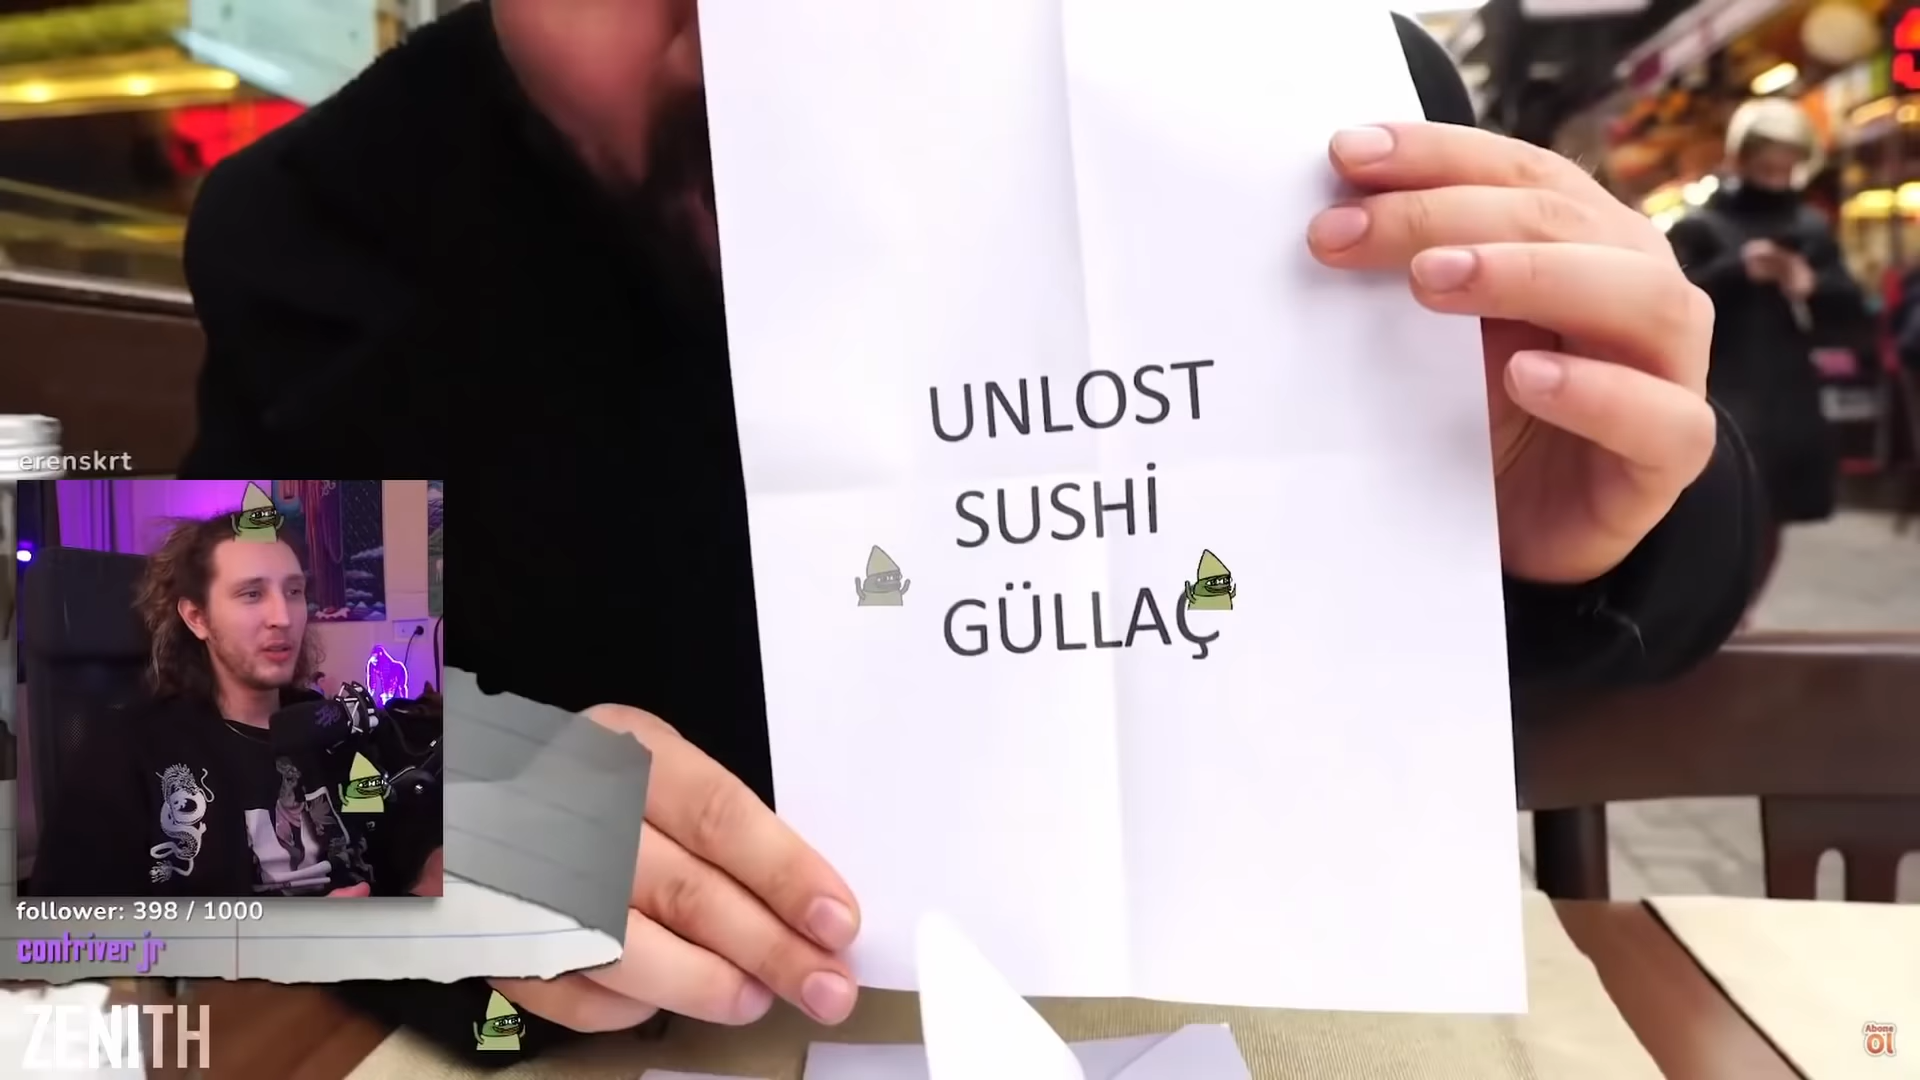 UNLOST
SUSHİ
GÜLLAÇ
erenskrt
follower: 398 / 1000
contriver jr
ZENITH
Abone
Ol